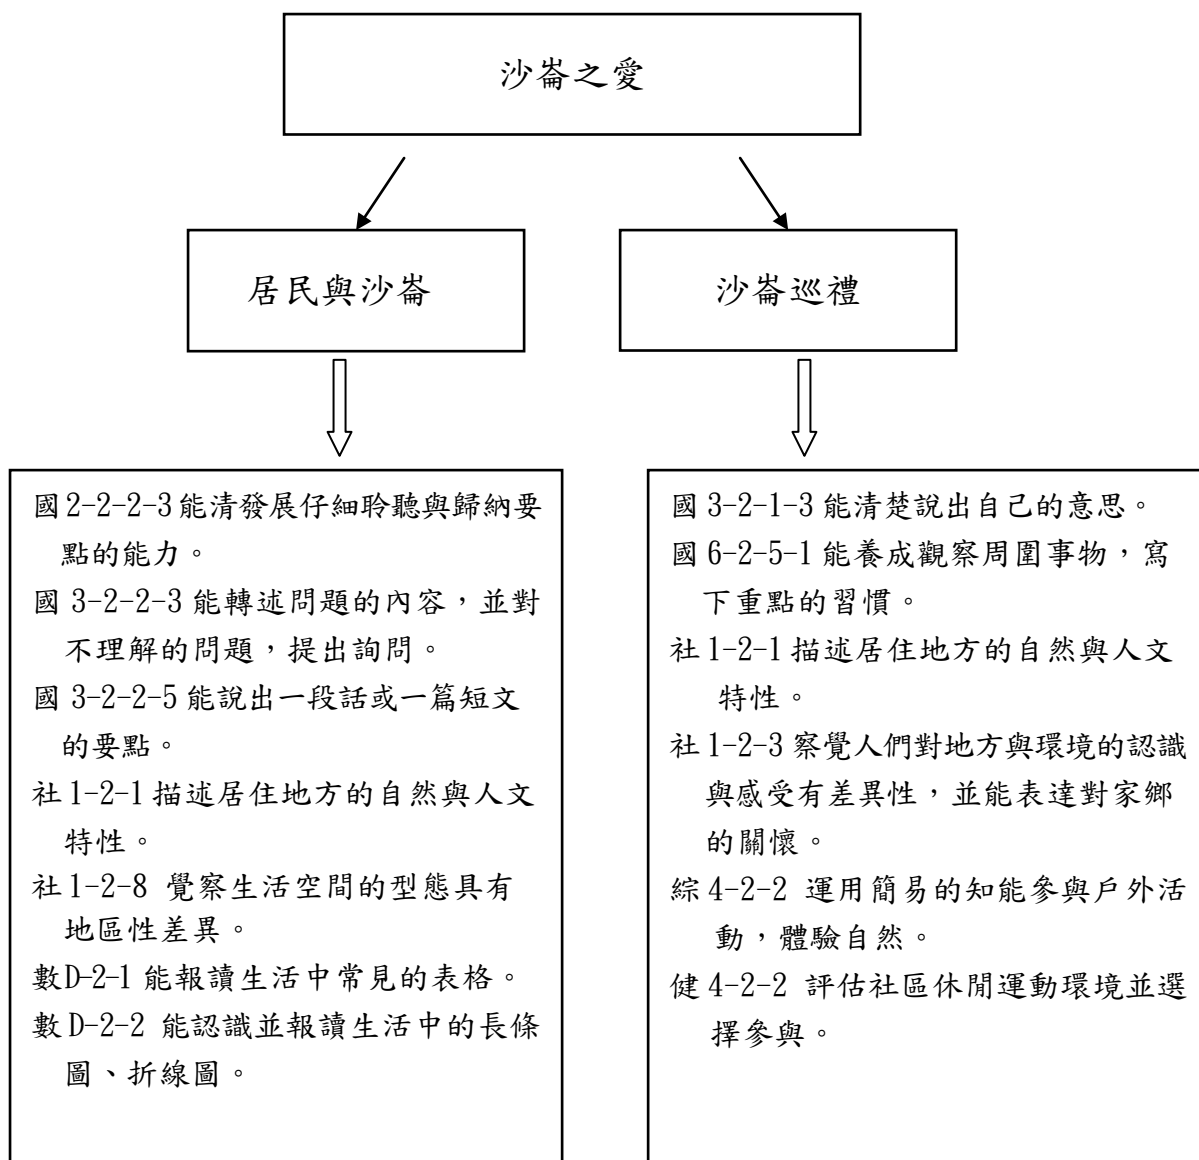 沙崙之愛
居民與沙崙
沙崙巡禮
國2-2-2-3能清發展仔細聆聽與歸納要
點的能力。
國 3-2-2-3 能轉述問題的內容，並對
不理解的問題，提出詢問。
國 3-2-2-5 能說出一段話或一篇短文
的要點。
社1-2-1描述居住地方的自然與人文
特性。
社1-2-8 覺察生活空間的型態具有
地區性差異。
數D-2-1能報讀生活中常見的表格。
數D-2-2 能認識並報讀生活中的長條
圖、折線圖。
國 3-2-1-3 能清楚說出自己的意思。
國 6-2-5-1 能養成觀察周圍事物，寫
下重點的習慣。
社1-2-1描述居住地方的自然與人文
特性。
社1-2-3 察覺人們對地方與環境的認識
與感受有差異性，並能表達對家鄉
的關懷。
綜 4-2-2 運用簡易的知能參與戶外活
動，體驗自然。
健 4-2-2 評估社區休閒運動環境並選
擇參與。